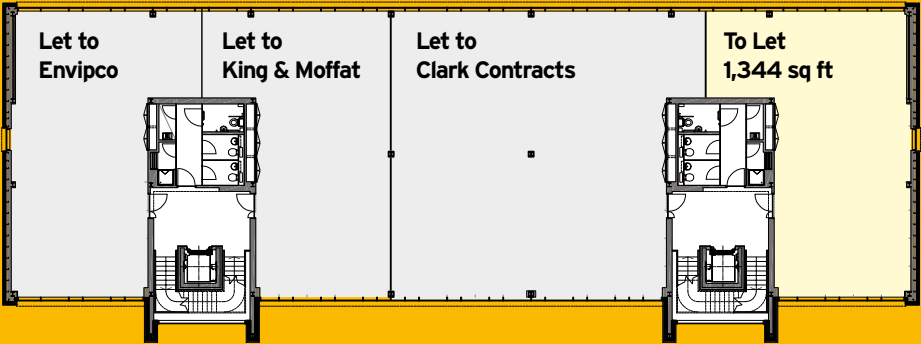 Let to
Envipco
Let to
King & Moffat
Let to
Clark Contracts
To Let
1,344 sq ft